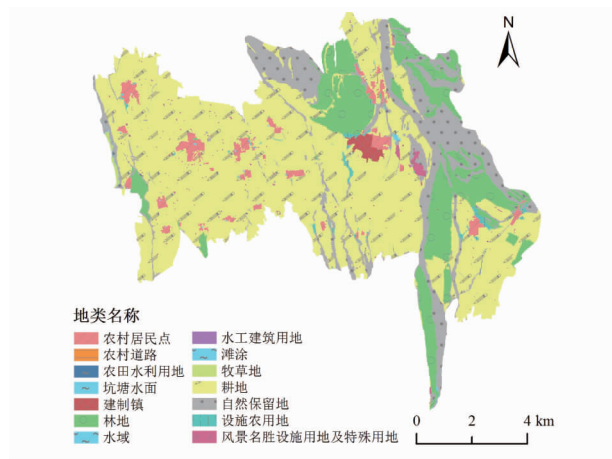 N
地类名称
农村居民点
农村道路
农田水利用地
坑塘水面
建制镇
林地
水域
水工建筑用地
滩涂
牧草地
耕地
自然保留地
设施农用地
风景名胜设施用地及特殊用地
0 2 4 km